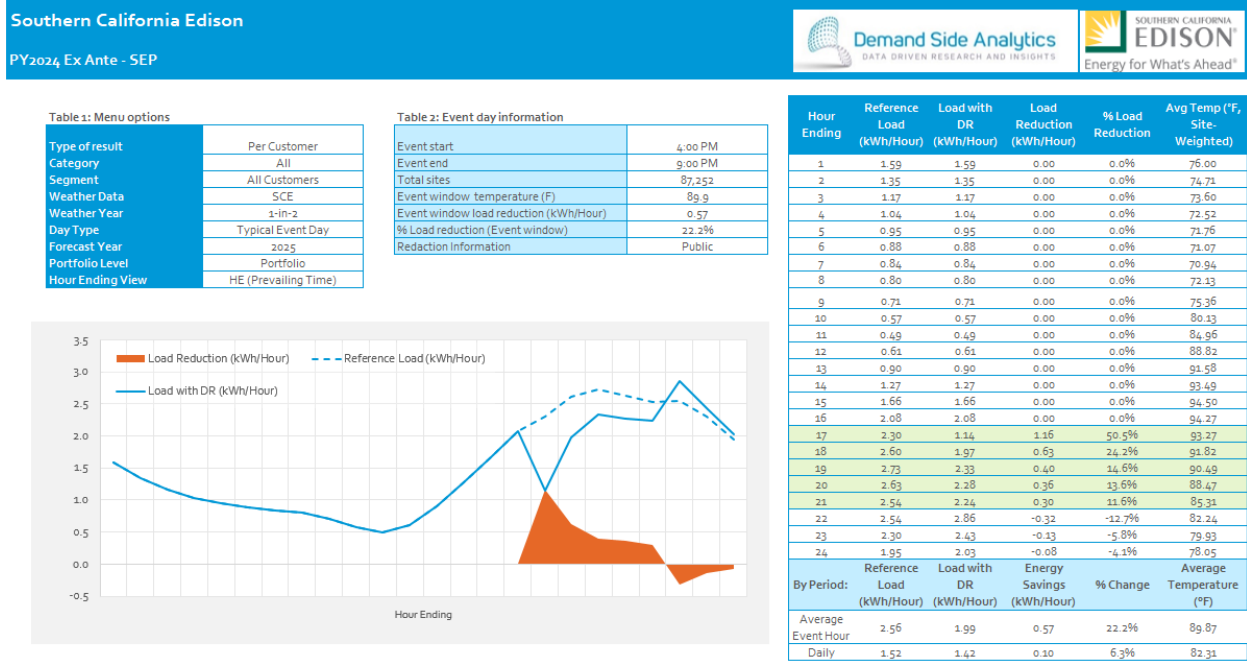 Southern California Edison
PY2024 Ex Ante - SEP
Demand Side Analytics
DATA DRIVEN RESEARCH AND INSIGHTS
SOUTHERN CALIFORNIA
EDISON®
Energy for What's Ahead®
Table 1: Menu options
Type of result Per Customer
Category All
Segment All Customers
Weather Data SCE
Weather Year 1-in-2
Day Type Typical Event Day
Forecast Year 2025
Portfolio Level Portfolio
Hour Ending View HE (Prevailing Time)
Table 2: Event day information
Event start 4:00 PM
Event end 9:00 PM
Total sites 87,252
Event window temperature (F) 89.9
Event window load reduction (kWh/Hour) 0.57
% Load reduction (Event window) 22.2%
Redaction Information Public
3.5
3.0
2.5
2.0
1.5
1.0
0.5
0.0
-0.5
Load Reduction (kWh/Hour) Reference Load (kWh/Hour)
Load with DR (kWh/Hour)
Hour Ending
Hour Ending Reference Load (kWh/Hour) Load with DR (kWh/Hour) Load Reduction (kWh/Hour) % Load Reduction Avg Temp (°F, Site-Weighted)
1 1.59 1.59 0.00 0.0% 76.00
2 1.35 1.35 0.00 0.0% 74.71
3 1.17 1.17 0.00 0.0% 73.60
4 1.04 1.04 0.00 0.0% 72.52
5 0.95 0.95 0.00 0.0% 71.76
6 0.88 0.88 0.00 0.0% 71.07
7 0.84 0.84 0.00 0.0% 70.94
8 0.80 0.80 0.00 0.0% 72.13
9 0.71 0.71 0.00 0.0% 75.36
10 0.57 0.57 0.00 0.0% 80.13
11 0.49 0.49 0.00 0.0% 84.96
12 0.61 0.61 0.00 0.0% 88.82
13 0.90 0.90 0.00 0.0% 91.58
14 1.27 1.27 0.00 0.0% 93.49
15 1.66 1.66 0.00 0.0% 94.50
16 2.08 2.08 0.00 0.0% 94.27
17 2.30 1.14 1.16 50.5% 93.27
18 2.60 1.97 0.63 24.2% 91.82
19 2.73 2.33 0.40 14.6% 90.49
20 2.63 2.28 0.36 13.6% 88.47
21 2.54 2.24 0.30 11.6% 85.31
22 2.54 2.86 -0.32 -12.7% 82.24
23 2.30 2.43 -0.13 -5.8% 79.93
24 1.95 2.03 -0.08 -4.1% 78.05
By Period: Reference Load (kWh/Hour) Load with DR (kWh/Hour) Energy Savings (kWh/Hour) % Change Average Temperature (°F)
Average Event Hour 2.56 1.99 0.57 22.2% 89.87
Daily 1.52 1.42 0.10 6.3% 82.31